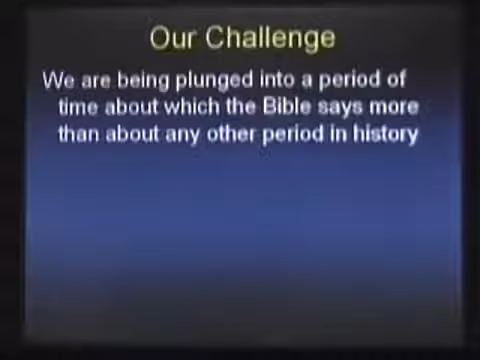 Our Challenge
We are being plunged into a period of
time about which the Bible says more
than about any other period in history